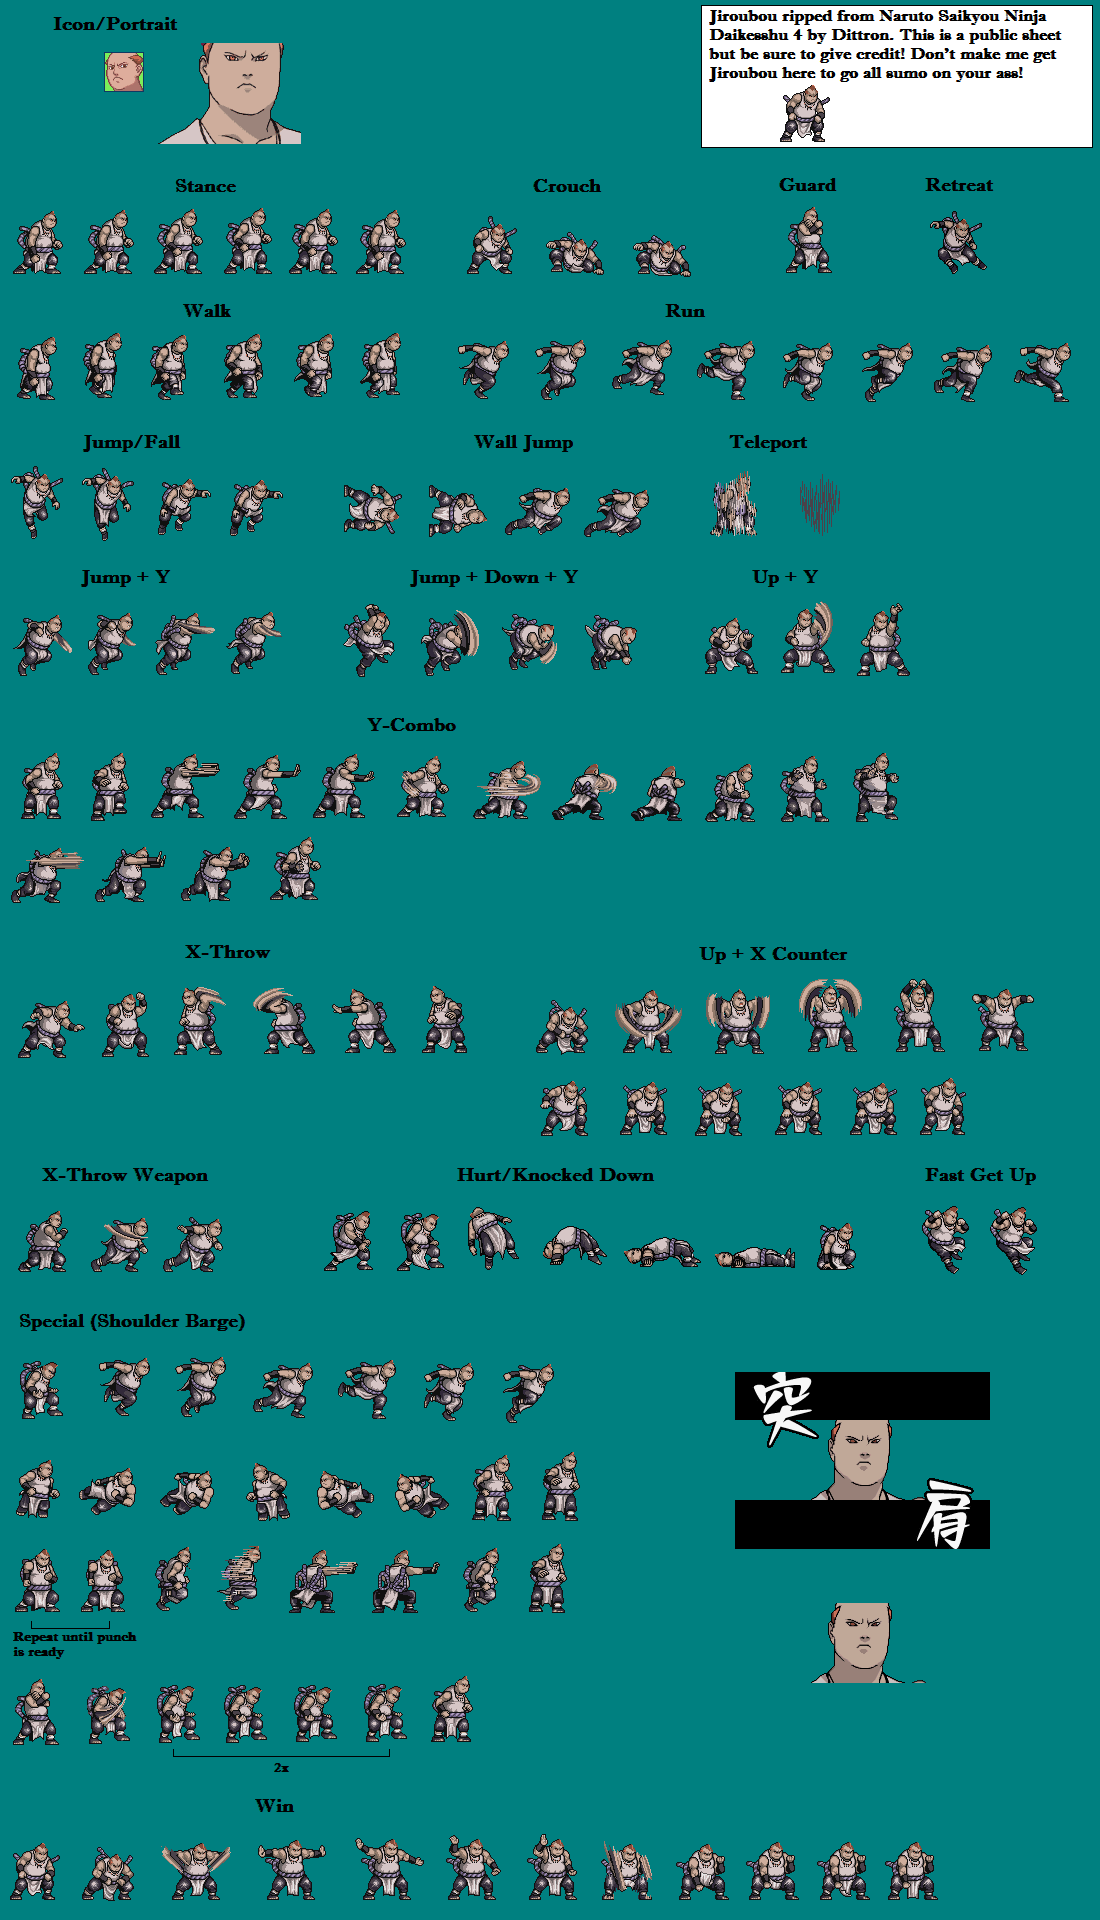 Icon/Portrait
Jiroubou ripped from Naruto Saikyou Ninja
Daikesshu 4 by Dittron. This is a public sheet
but be sure to give credit! Don't make me get
Jiroubou here to go all sumo on your ass!
Stance
Crouch
Guard
Retreat
Walk
Run
Jump/Fall
Wall Jump
Teleport
Jump + Y
Jump + Down + Y
Up + Y
Y-Combo
X-Throw
Up + X Counter
X-Throw Weapon
Hurt/Knocked Down
Fast Get Up
Special (Shoulder Barge)
突
肩
Repeat until punch
is ready
2x
Win